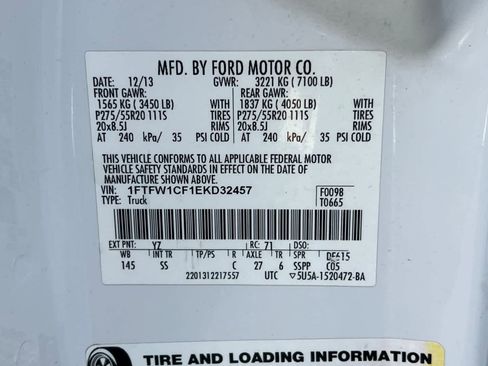 MFD. BY FORD MOTOR CO.
DATE: 12/13 GVWR: 3221 KG ( 7100 LB)
FRONT GAWR: REAR GAWR:
1565 KG ( 3450 LB) WITH 1837 KG ( 4050 LB) WITH
P275/55R20 111S TIRES P275/55R20 111S TIRES
20x8.5J RIMS 20x8.5J RIMS
AT 240 kPa/ 35 PSI COLD AT 240 kPa/ 35 PSI COLD
THIS VEHICLE CONFORMS TO ALL APPLICABLE FEDERAL MOTOR
VEHICLE SAFETY STANDARDS IN EFFECT ON THE DATE OF
MANUFACTURE SHOWN ABOVE.
VIN: 1FTFW1CF1EKD32457 F0098
TYPE: Truck T0665
EXT PNT: YZ RC: 71 DSO:
WB INT TR TP/PS R AXLE TR SPR
145 SS C 27 6 SSPP C05
2201312217557 UTC ▽5U5A-1520472-BA
TIRE AND LOADING INFORMATION